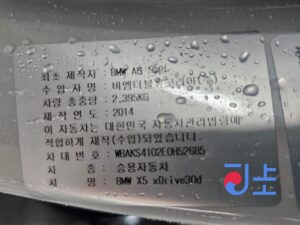 최초 제작자: BMW AG 독일
수 입 자 명 : 비엠더블유코리아(주)
차량 총중량 : 2,395KG
제 작 연 도 : 2014
이 자동차는 대한민국 자동차관리법령에
적합하게 제작(수입)되었습니다.
차 대 번 호 : WBAKS4102E0H52685
차 종 : 승용자동차
차 명 : BMW X5 xDrive30d